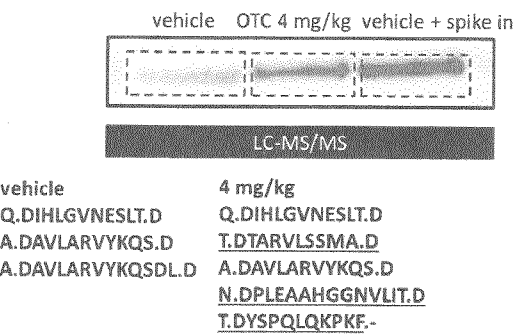 vehicle OTC 4 mg/kg vehicle + spike in
LC-MS/MS
vehicle
Q.DIHLGVNESLT.D
A.DAVLARVYKQS.D
A.DAVLARVYKQSDL.D
4 mg/kg
Q.DIHLGVNESLT.D
T.DTARVLSSMA.D
A.DAVLARVYKQS.D
N.DPLEAAHGGNVLIT.D
T.DYSPQLQKPKF.-